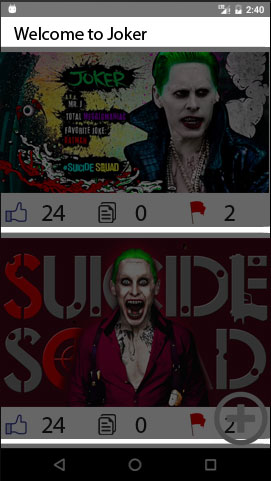 2:40
Welcome to Joker
JOKER
A.K.A.
MR. J
TOTAL MEGALOMANIAC
FAVORITE JOKE:
BATMAN
#SUICIDE SQUAD
24 0 2
SUICIDE
24 0 2